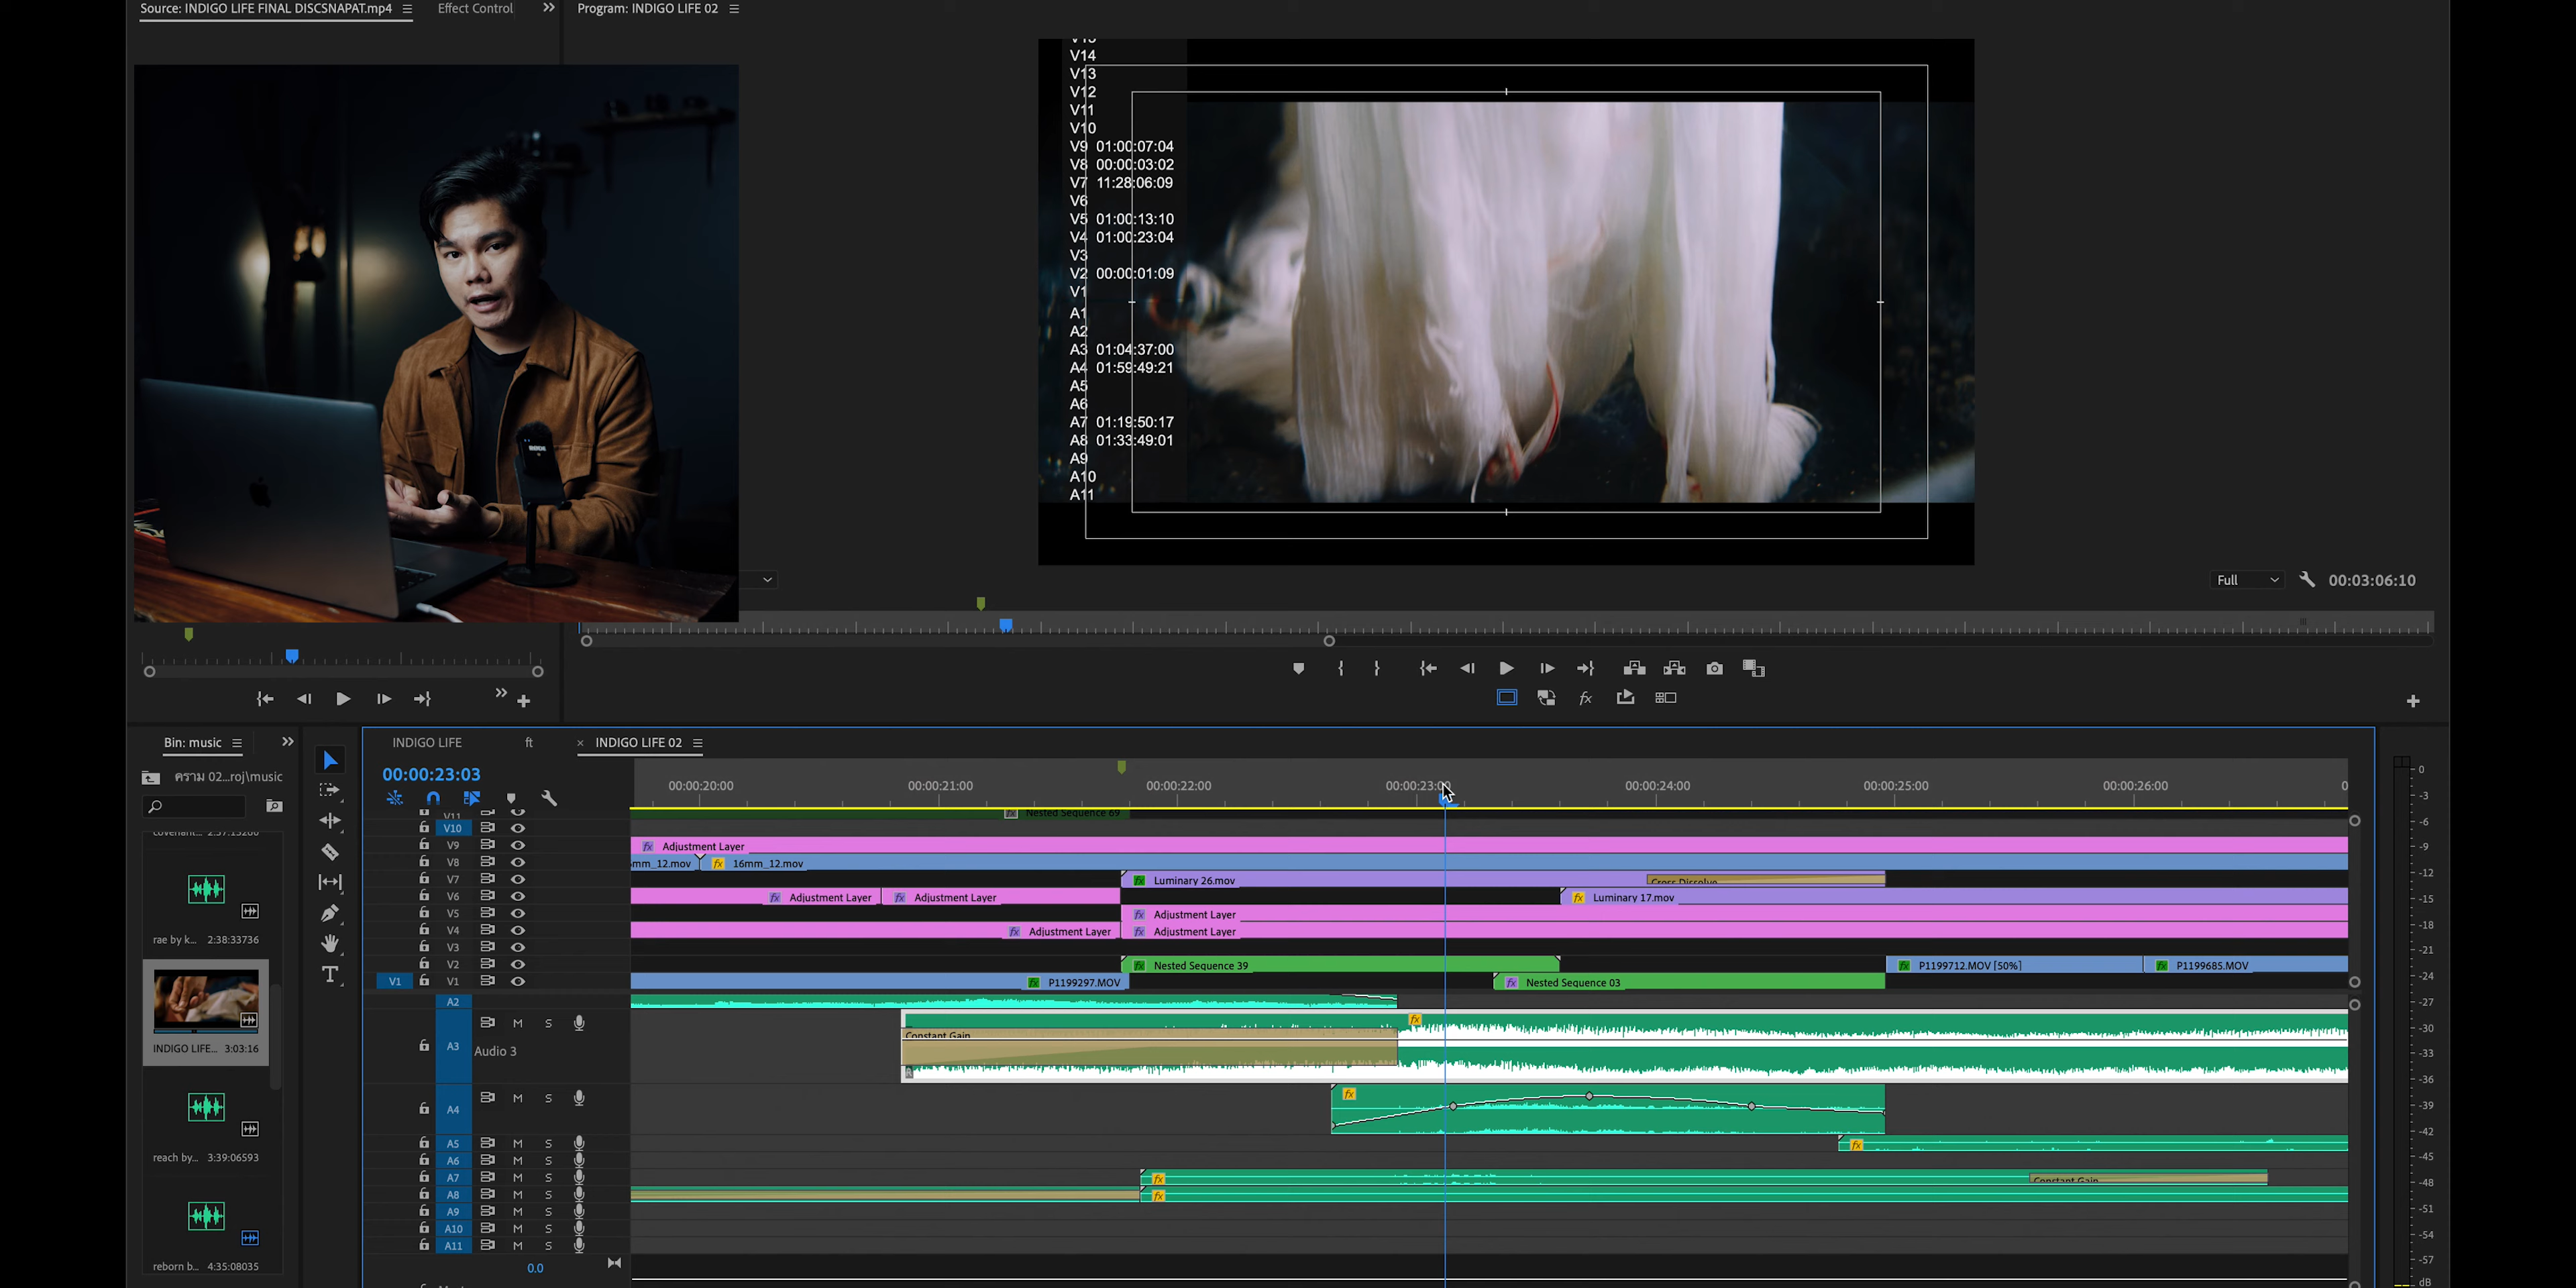 Source: INDIGO LIFE FINAL DISCSNAPAT.mp4
Effect Control
Program: INDIGO LIFE 02
V14
V13
V12
V11
V10
V9 01:00:07:04
V8 00:00:03:02
V7 11:28:06:09
V6
V5 01:00:13:10
V4 01:00:23:04
V3
V2 00:00:01:09
V1
A1
A2
A3 01:04:37:00
A4 01:59:49:21
A5
A6
A7 01:19:50:17
A8 01:33:49:01
A9
A10
A11
Full
00:03:06:10
Bin: music
คราม 02...roj\music
2:37:13200
rae by k... 2:38:33736
INDIGO LIFE... 3:03:16
reach by... 3:39:06593
reborn b... 4:35:08035
INDIGO LIFE
ft
INDIGO LIFE 02
00:00:23:03
00:00:20:00 00:00:21:00 00:00:22:00 00:00:23:0 00:00:24:00 00:00:25:00 00:00:26:00 0
V11 Nested Sequence 69
V10
V9 Adjustment Layer
V8 mm_12.mov 16mm_12.mov
V7 Luminary 26.mov Cross Dissolve
V6 Adjustment Layer Adjustment Layer Luminary 17.mov
V5 Adjustment Layer
V4 Adjustment Layer Adjustment Layer
V3
V2 Nested Sequence 39 P1199712.MOV [50%] P1199685.MOV
V1 V1 P1199297.MOV Nested Sequence 03
A2
A3 M S Audio 3 Constant Gain
A4 M S
A5 M S
A6 M S
A7 M S Constant Gain
A8 M S
A9 M S
A10 M S
A11 M S
0.0
0
-3
-6
-9
-12
-15
-18
-21
-24
-27
-30
-33
-36
-39
-42
-45
-48
-51
-54
-57
dB